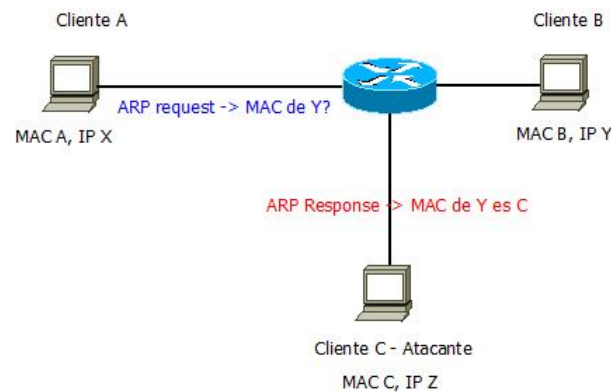 Cliente A
Cliente B
ARP request -> MAC de Y?
MAC A, IP X
MAC B, IP Y
ARP Response -> MAC de Y es C
Cliente C - Atacante
MAC C, IP Z